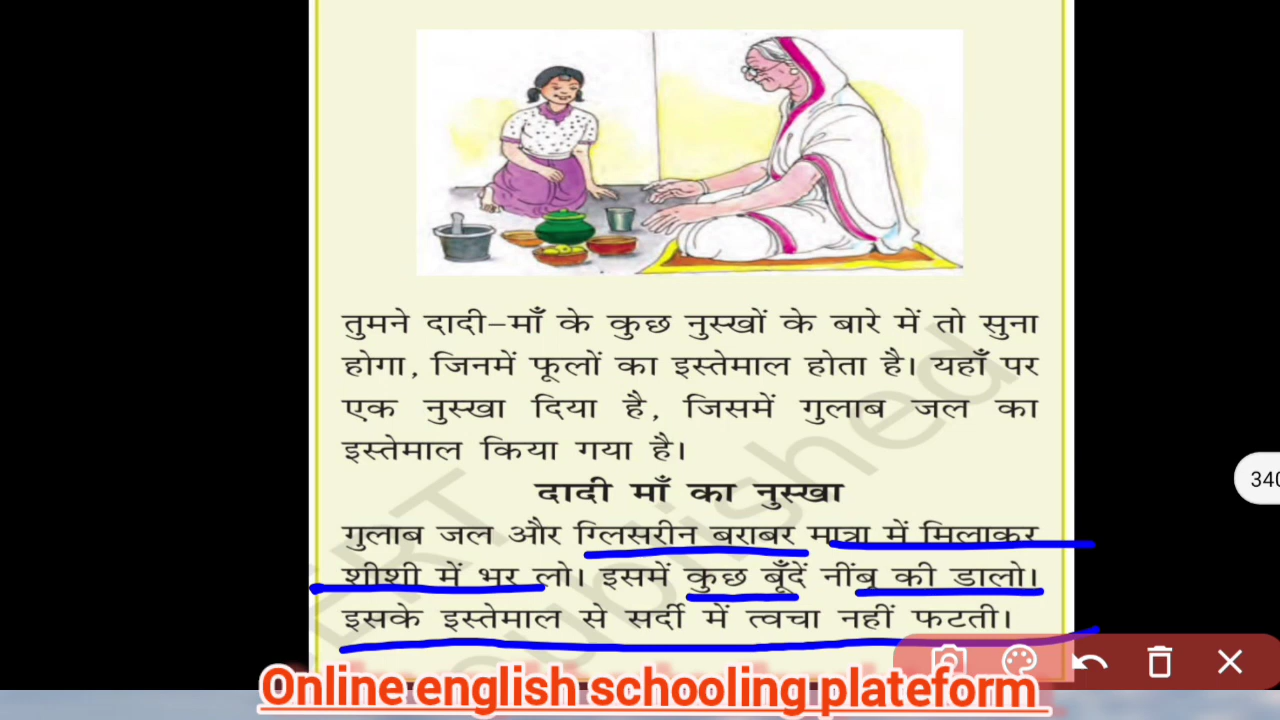 तुमने दादी–माँ के कुछ नुस्खों के बारे में तो सुना
होगा, जिनमें फूलों का इस्तेमाल होता है। यहाँ पर
एक नुस्खा दिया है, जिसमें गुलाब जल का
इस्तेमाल किया गया है।
340
दादी माँ का नुस्खा
गुलाब जल और ग्लिसरीन बराबर मात्रा में मिलाकर
शीशी में भर लो। इसमें कुछ बूँदें नींबू की डालो।
इसके इस्तेमाल से सर्दी में त्वचा नहीं फटती।
Online english schooling plateform